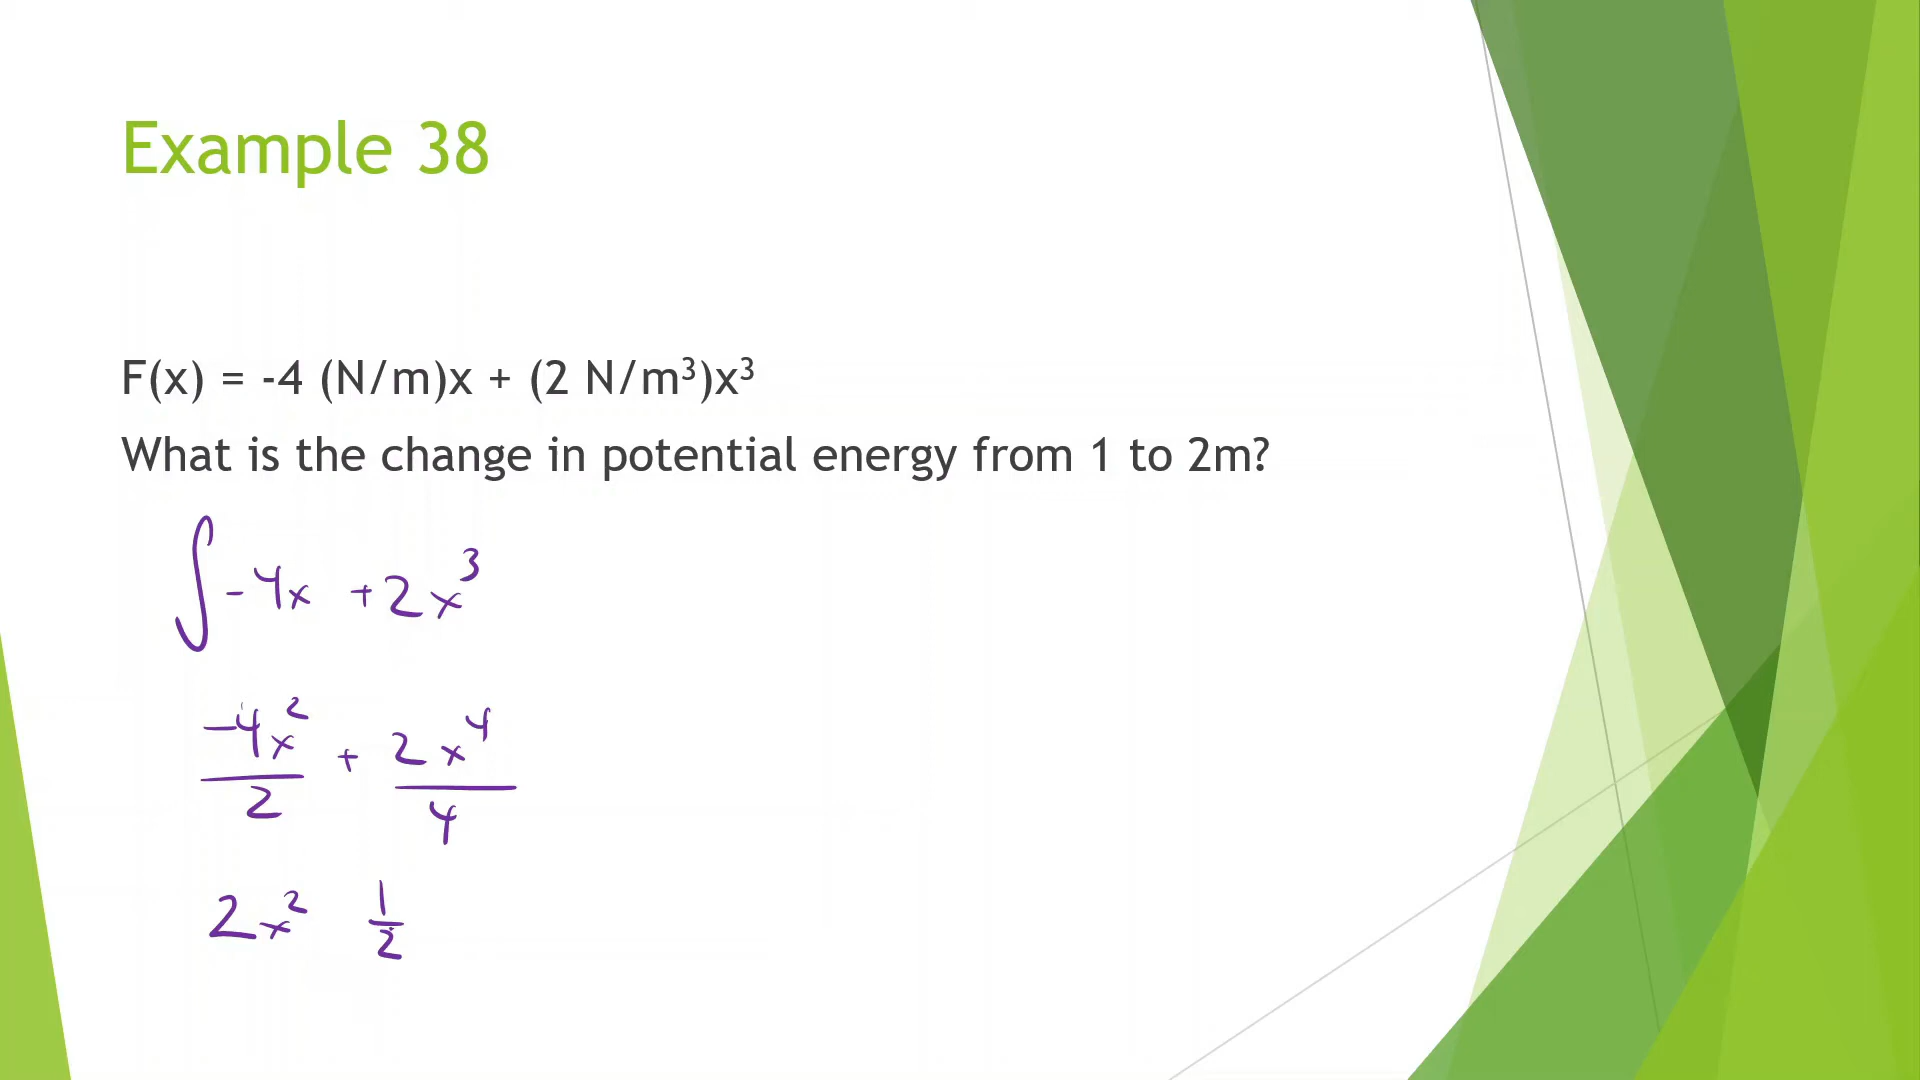 Example 38
F(x) = -4 (N/m)x + (2 N/m³)x³
What is the change in potential energy from 1 to 2m?
∫ -4x + 2x³
-4x²/2 + 2x⁴/4
2x² 1/2